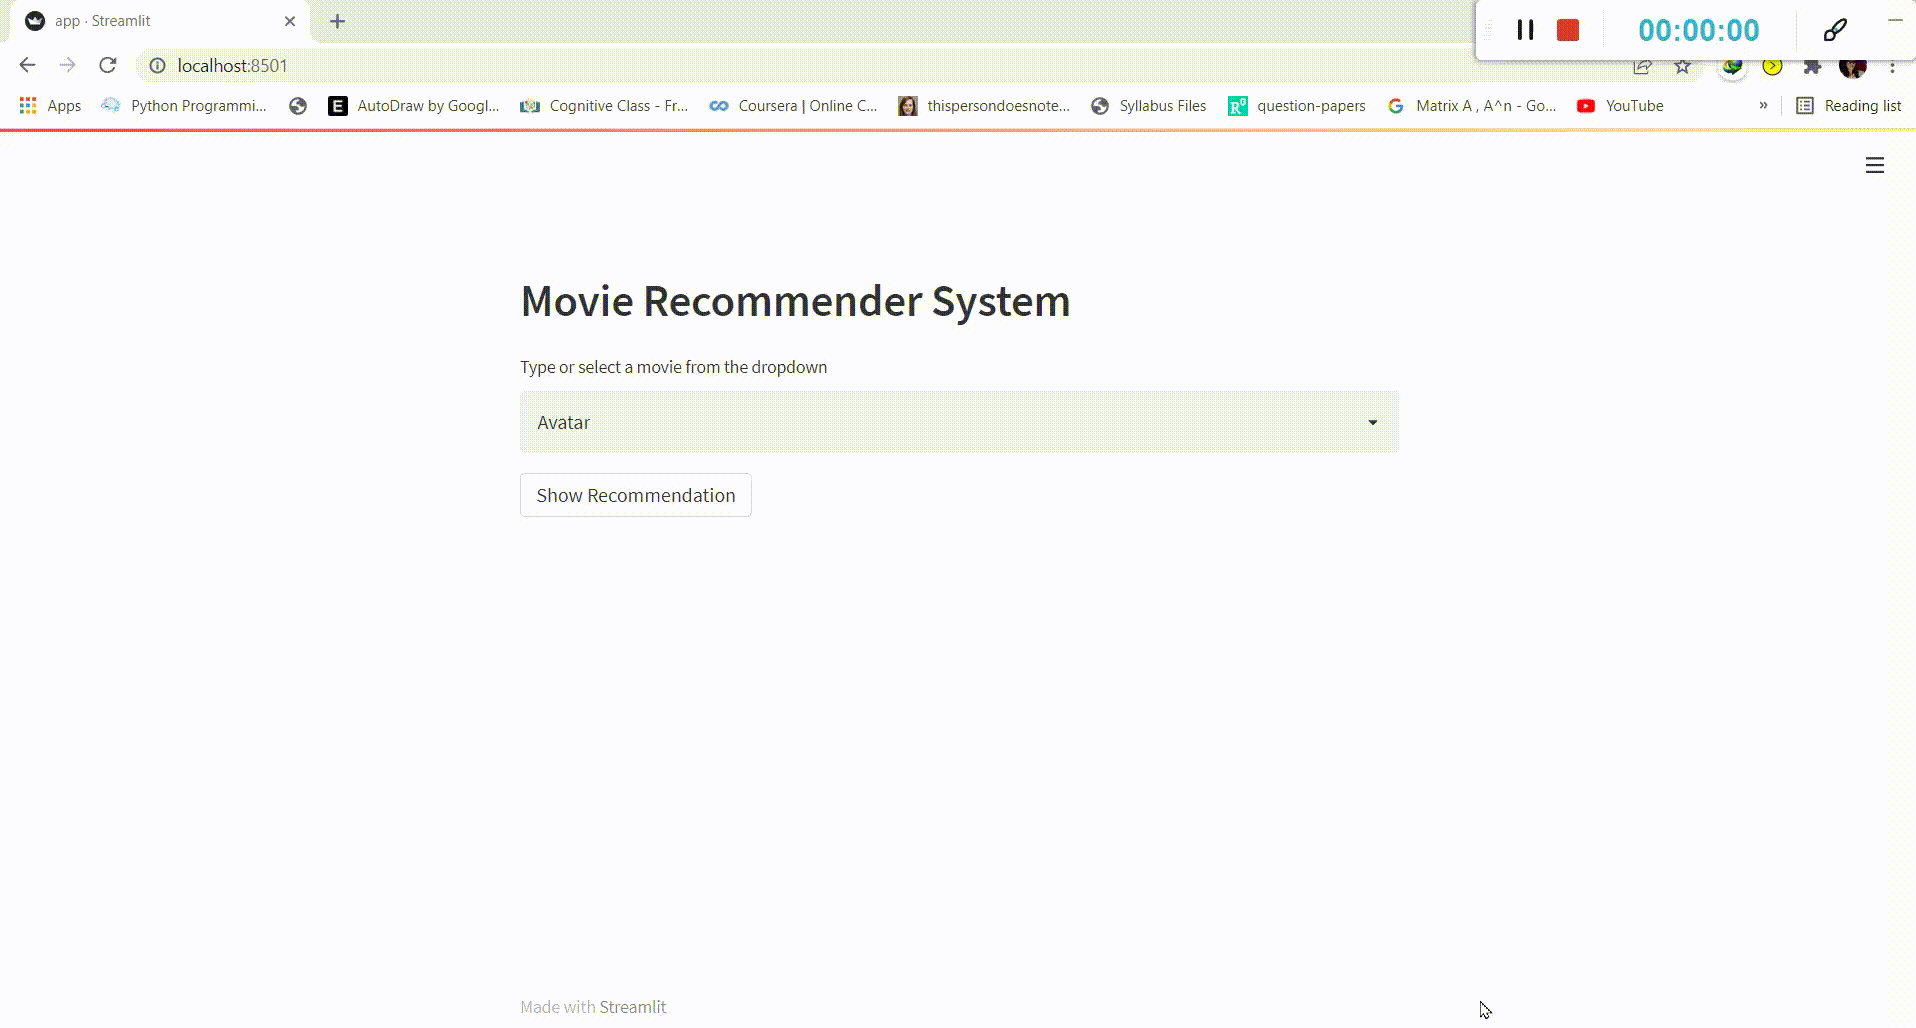 app · Streamlit
00:00:00
localhost:8501
Apps Python Programmi... E AutoDraw by Googl... Cognitive Class - Fr... Coursera | Online C... thispersondoesnote... Syllabus Files R question-papers G Matrix A , A^n - Go... YouTube » Reading list
Movie Recommender System
Type or select a movie from the dropdown
Avatar
Show Recommendation
Made with Streamlit